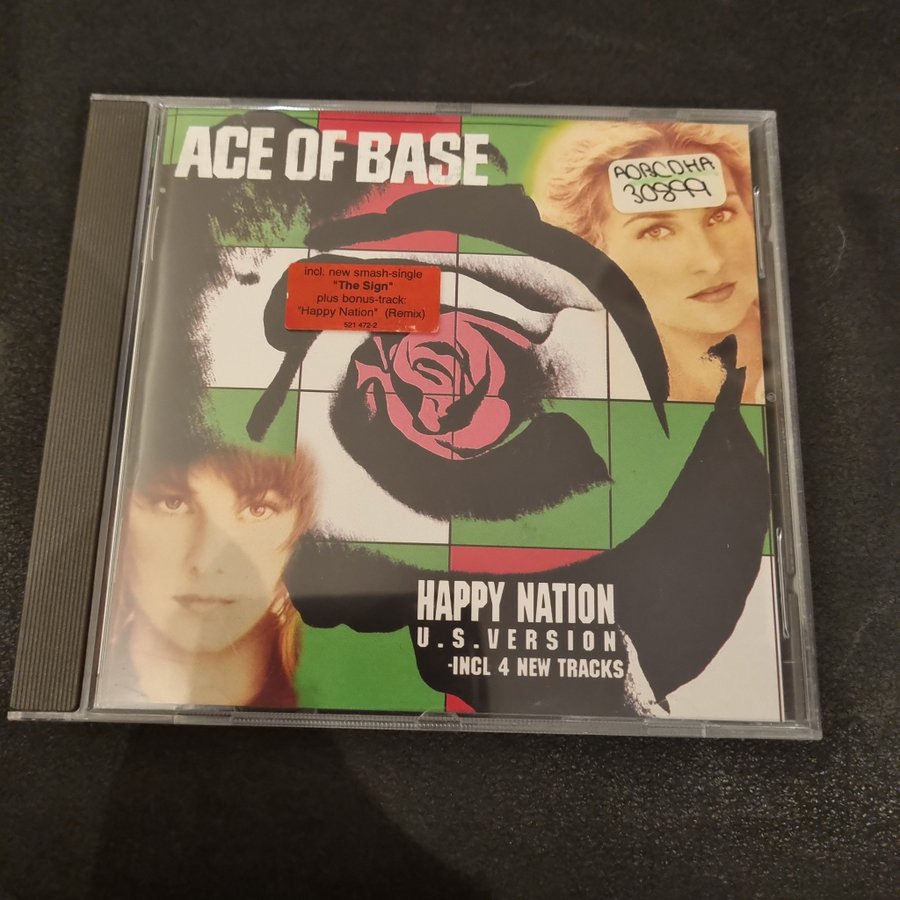 ACE OF BASE
AOBCDHA
30899
incl. new smash-single
"The Sign"
plus bonus-track:
"Happy Nation" (Remix)
521 472-2
HAPPY NATION
U.S. VERSION
-INCL 4 NEW TRACKS